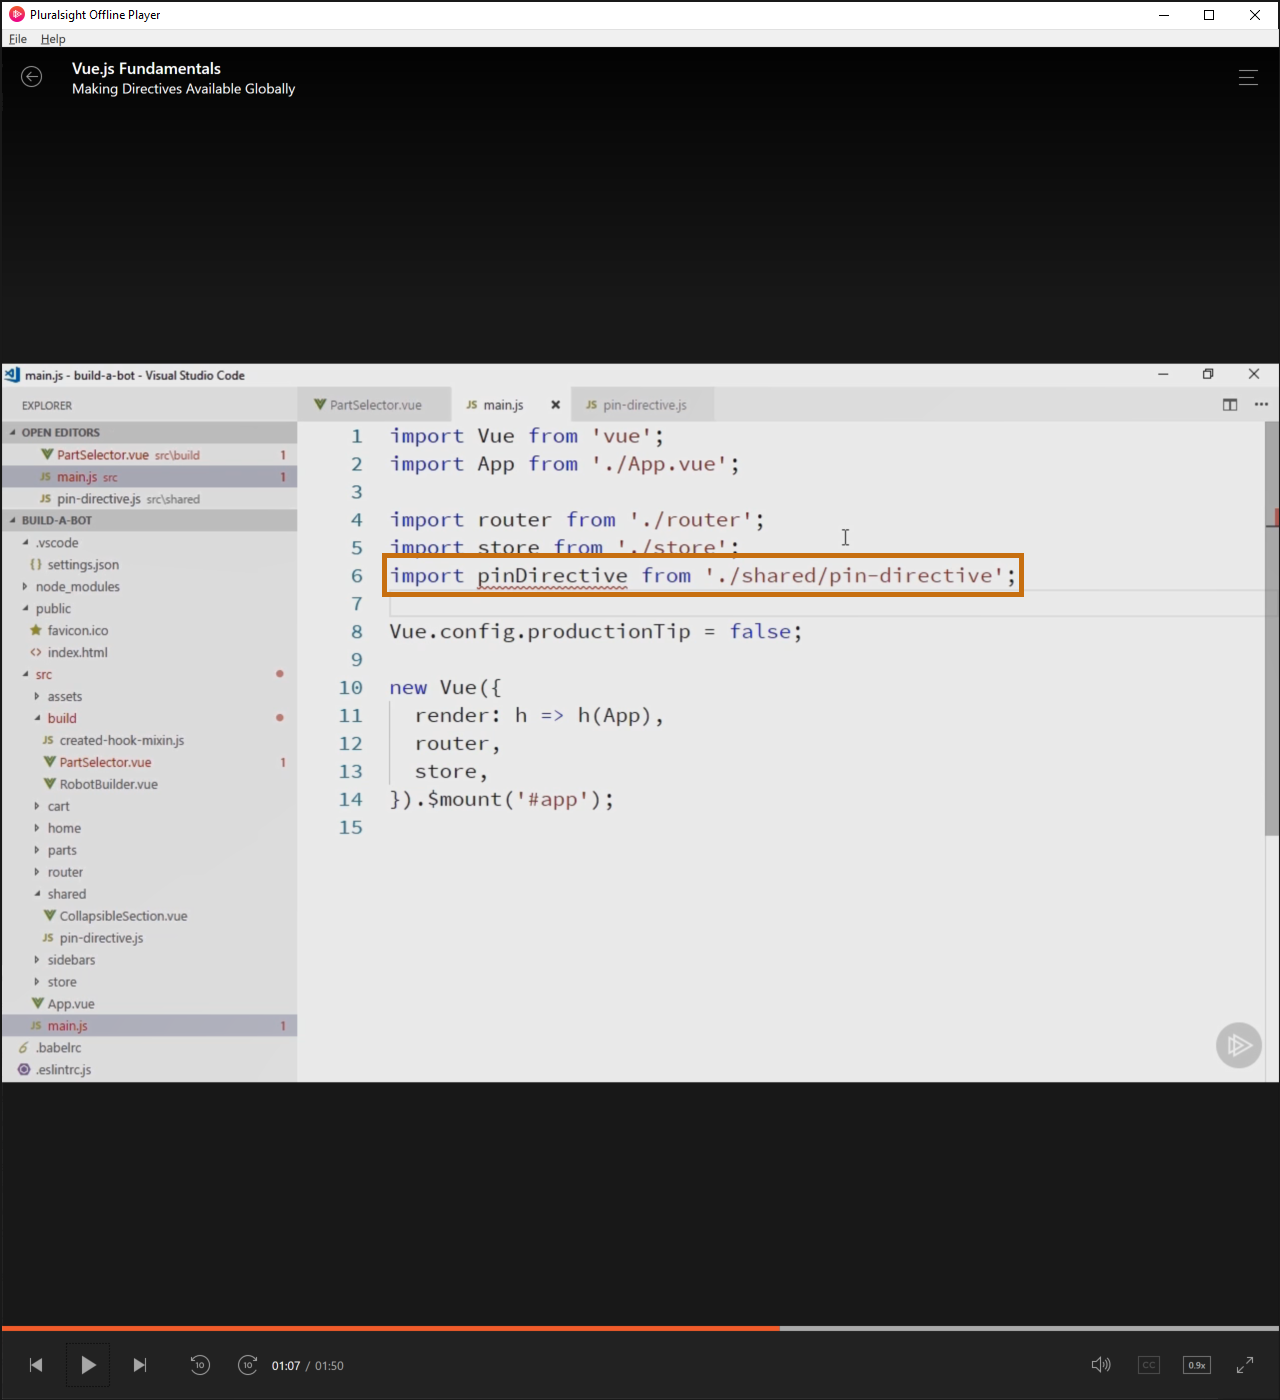 Pluralsight Offline Player
File Help
Vue.js Fundamentals
Making Directives Available Globally
main.js - build-a-bot - Visual Studio Code
EXPLORER
PartSelector.vue
JS main.js
JS pin-directive.js
OPEN EDITORS
PartSelector.vue src\build 1
JS main.js src 1
JS pin-directive.js src\shared
BUILD-A-BOT
.vscode
{} settings.json
node_modules
public
favicon.ico
<> index.html
src
assets
build
JS created-hook-mixin.js
PartSelector.vue 1
RobotBuilder.vue
cart
home
parts
router
shared
CollapsibleSection.vue
JS pin-directive.js
sidebars
store
App.vue
JS main.js 1
.babelrc
.eslintrc.js
1 import Vue from 'vue';
2 import App from './App.vue';
3
4 import router from './router';
5 import store from './store';
6 import pinDirective from './shared/pin-directive';
7
8 Vue.config.productionTip = false;
9
10 new Vue({
11 render: h => h(App),
12 router,
13 store,
14 }).$mount('#app');
15
10 10 01:07 / 01:50 CC 0.9x